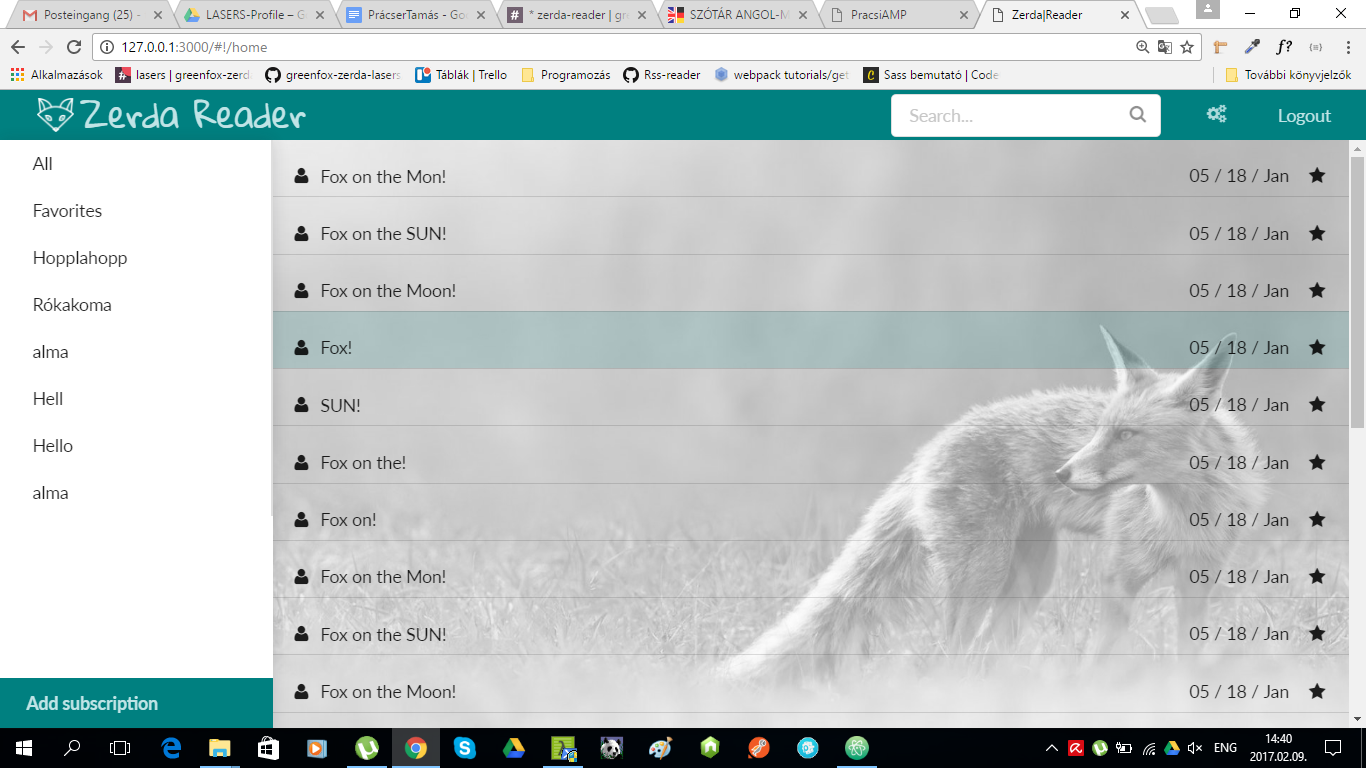 Posteingang (25) -
LASERS-Profile – G
PrácserTamás - Goo
* zerda-reader | gre
SZÓTÁR ANGOL-M
PracsiAMP
Zerda|Reader
127.0.0.1:3000/#!/home
f?
Alkalmazások
lasers | greenfox-zerda
greenfox-zerda-lasers
Táblák | Trello
Programozás
Rss-reader
webpack tutorials/get
Sass bemutató | Code
További könyvjelzők
Zerda Reader
Search...
Logout
All
Favorites
Hopplahopp
Rókakoma
alma
Hell
Hello
alma
Add subscription
Fox on the Mon! 05 / 18 / Jan
Fox on the SUN! 05 / 18 / Jan
Fox on the Moon! 05 / 18 / Jan
Fox! 05 / 18 / Jan
SUN! 05 / 18 / Jan
Fox on the! 05 / 18 / Jan
Fox on! 05 / 18 / Jan
Fox on the Mon! 05 / 18 / Jan
Fox on the SUN! 05 / 18 / Jan
Fox on the Moon! 05 / 18 / Jan
ENG
14:40
2017.02.09.